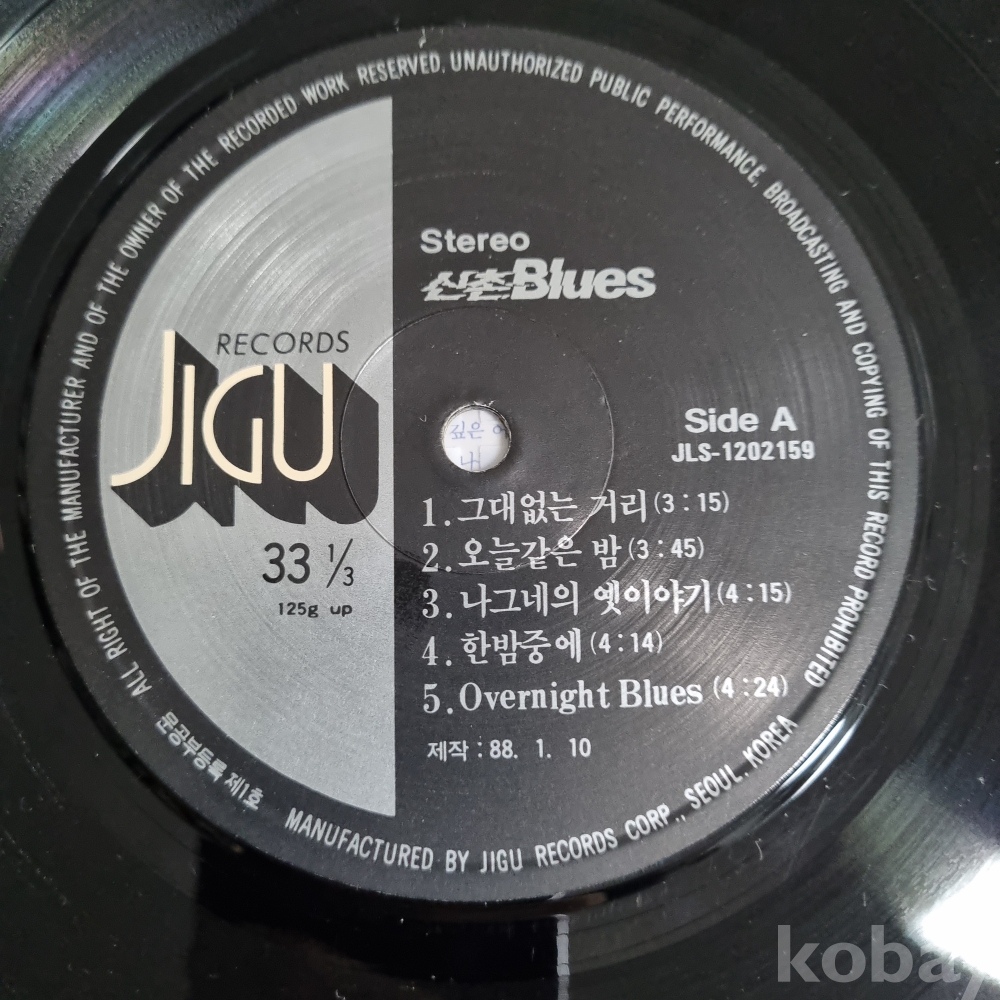 ALL RIGHT OF THE MANUFACTURER AND OF THE OWNER OF THE RECORDED WORK RESERVED. UNAUTHORIZED PUBLIC PERFORMANCE, BROADCASTING AND COPYING OF THIS RECORD PROHIBITED
Stereo
신촌Blues
RECORDS
JIGU
33 1/3
125g up
Side A
JLS-1202159
깊은
내
1. 그대없는 거리 (3 : 15)
2. 오늘같은 밤 (3 : 45)
3. 나그네의 옛이야기 (4 : 15)
4. 한밤중에 (4 : 14)
5. Overnight Blues (4 : 24)
제작 : 88. 1. 10
문공부등록 제1호
MANUFACTURED BY JIGU RECORDS CORP., SEOUL, KOREA